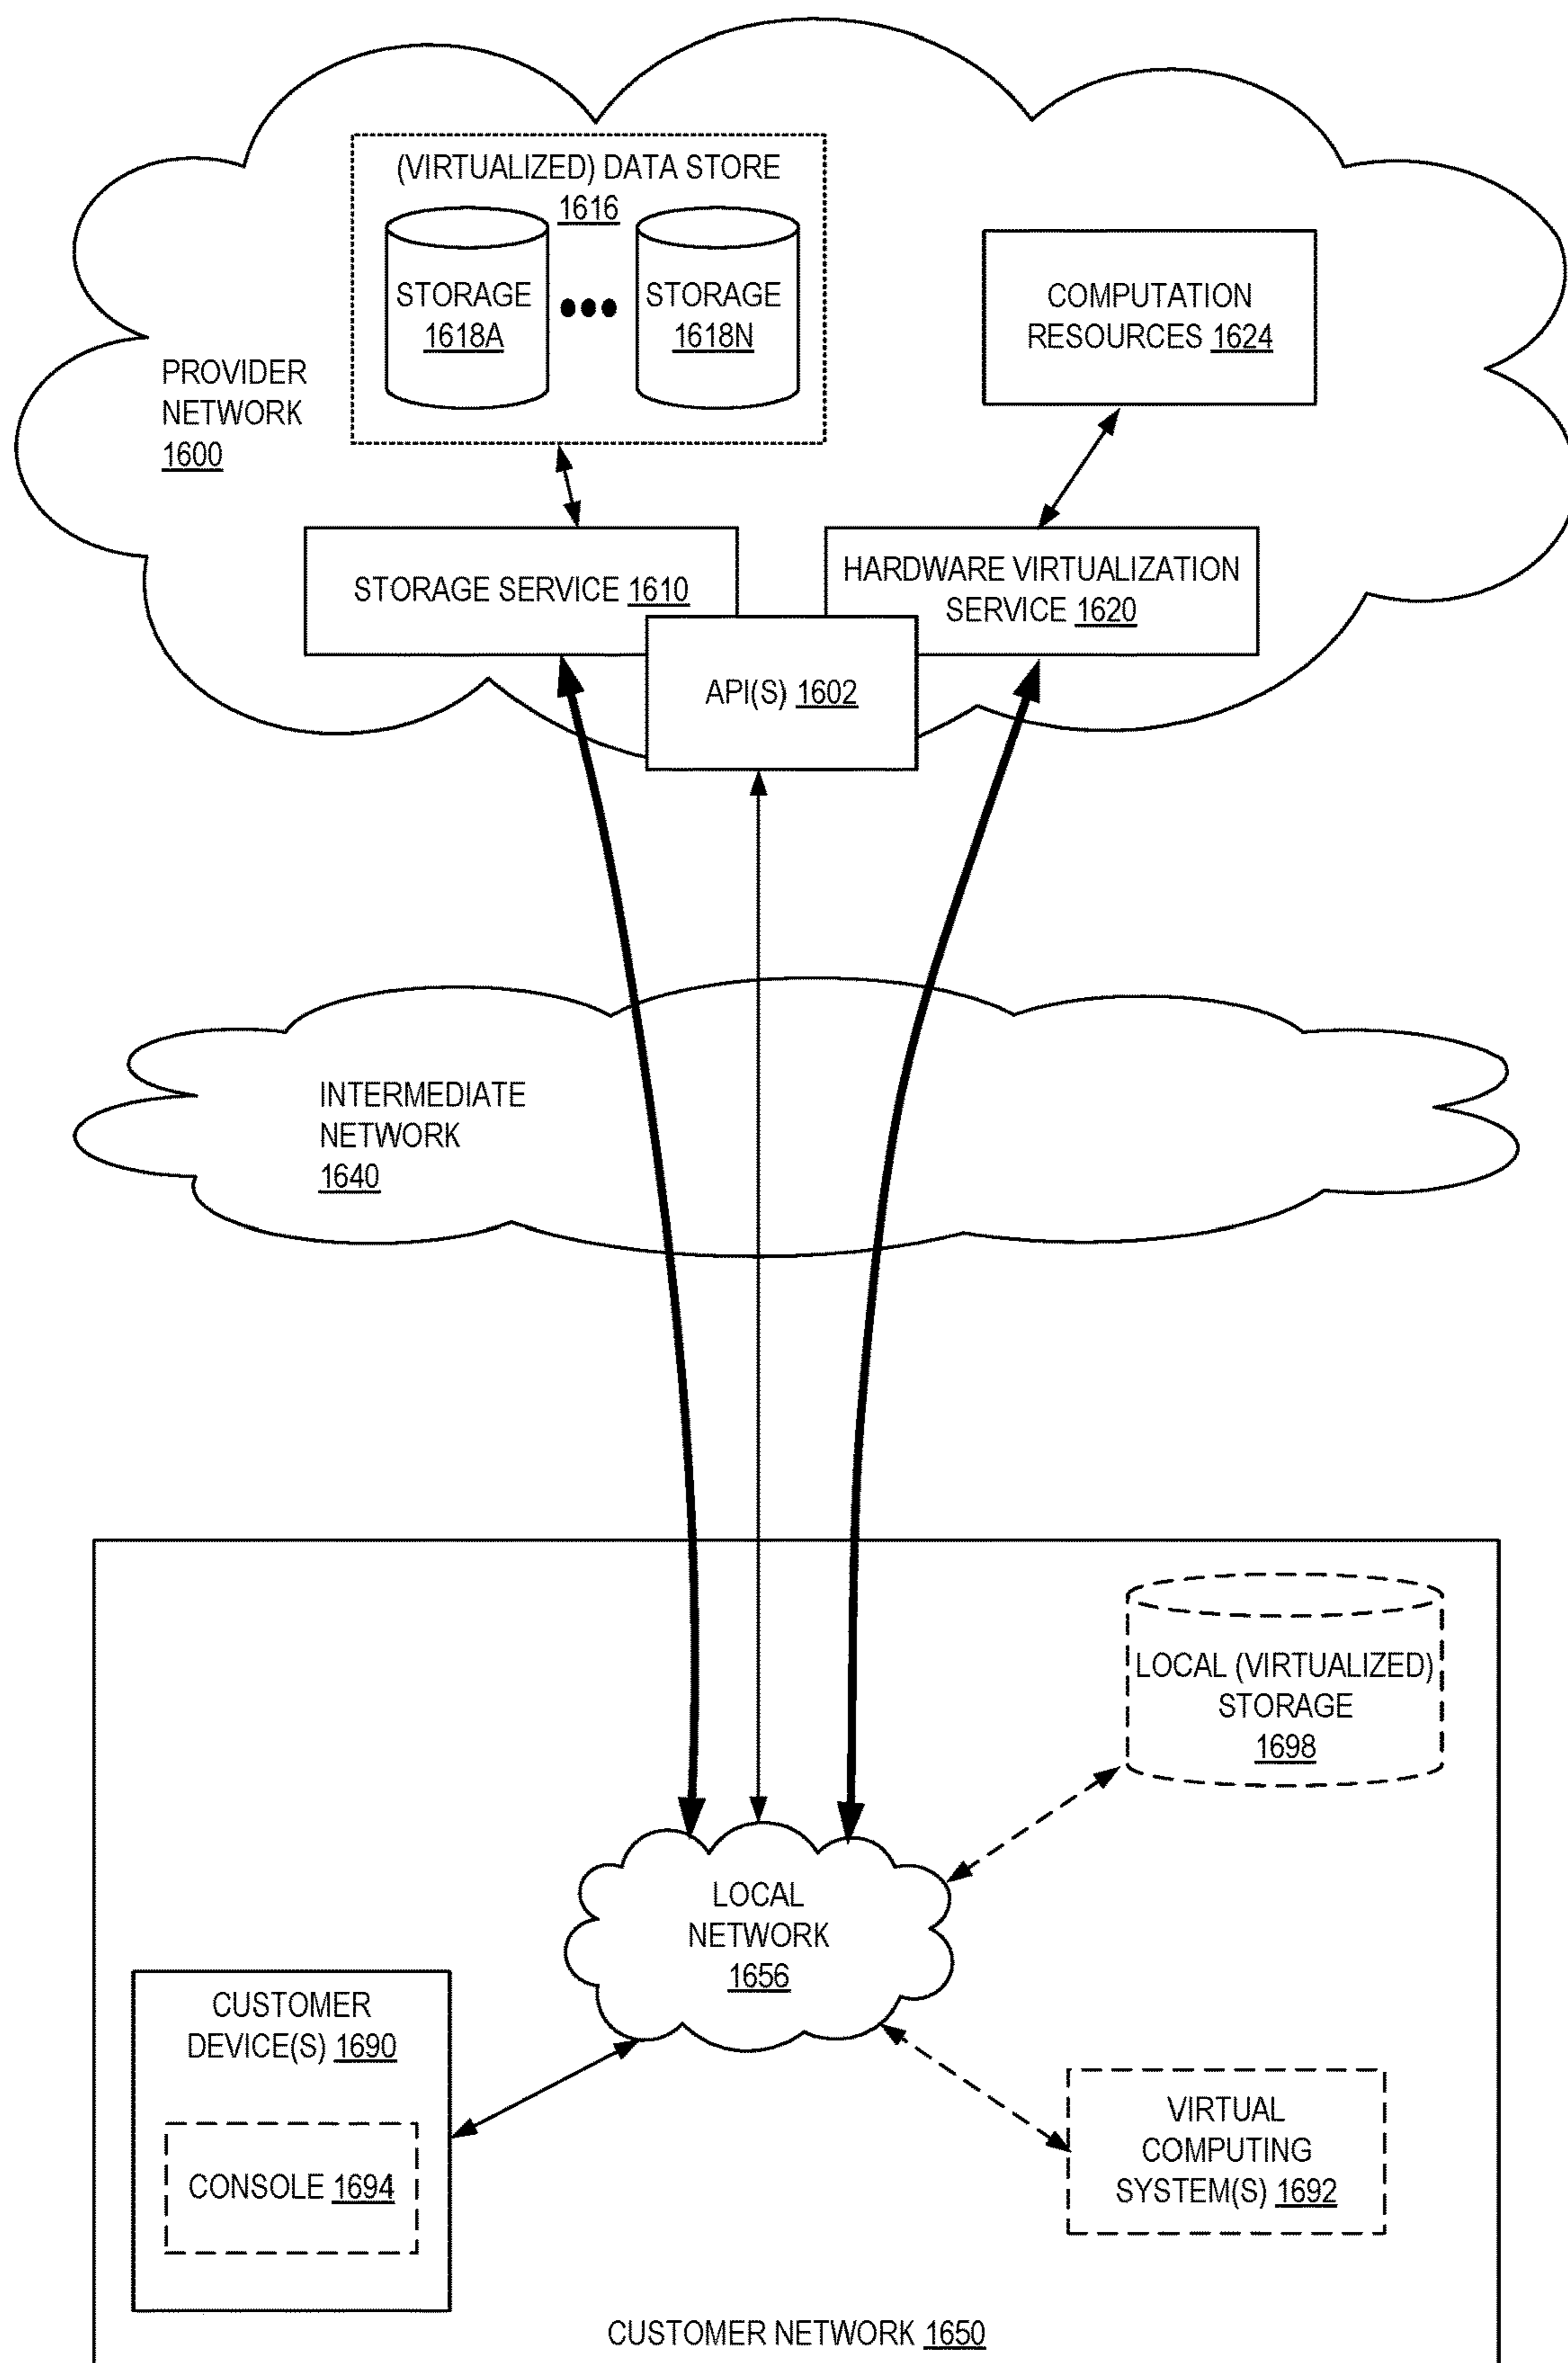 (VIRTUALIZED) DATA STORE
1616
STORAGE
1618A
STORAGE
1618N
COMPUTATION
RESOURCES 1624
PROVIDER
NETWORK
1600
STORAGE SERVICE 1610
HARDWARE VIRTUALIZATION
SERVICE 1620
API(S) 1602
INTERMEDIATE
NETWORK
1640
LOCAL (VIRTUALIZED)
STORAGE
1698
LOCAL
NETWORK
1656
CUSTOMER
DEVICE(S) 1690
CONSOLE 1694
VIRTUAL
COMPUTING
SYSTEM(S) 1692
CUSTOMER NETWORK 1650